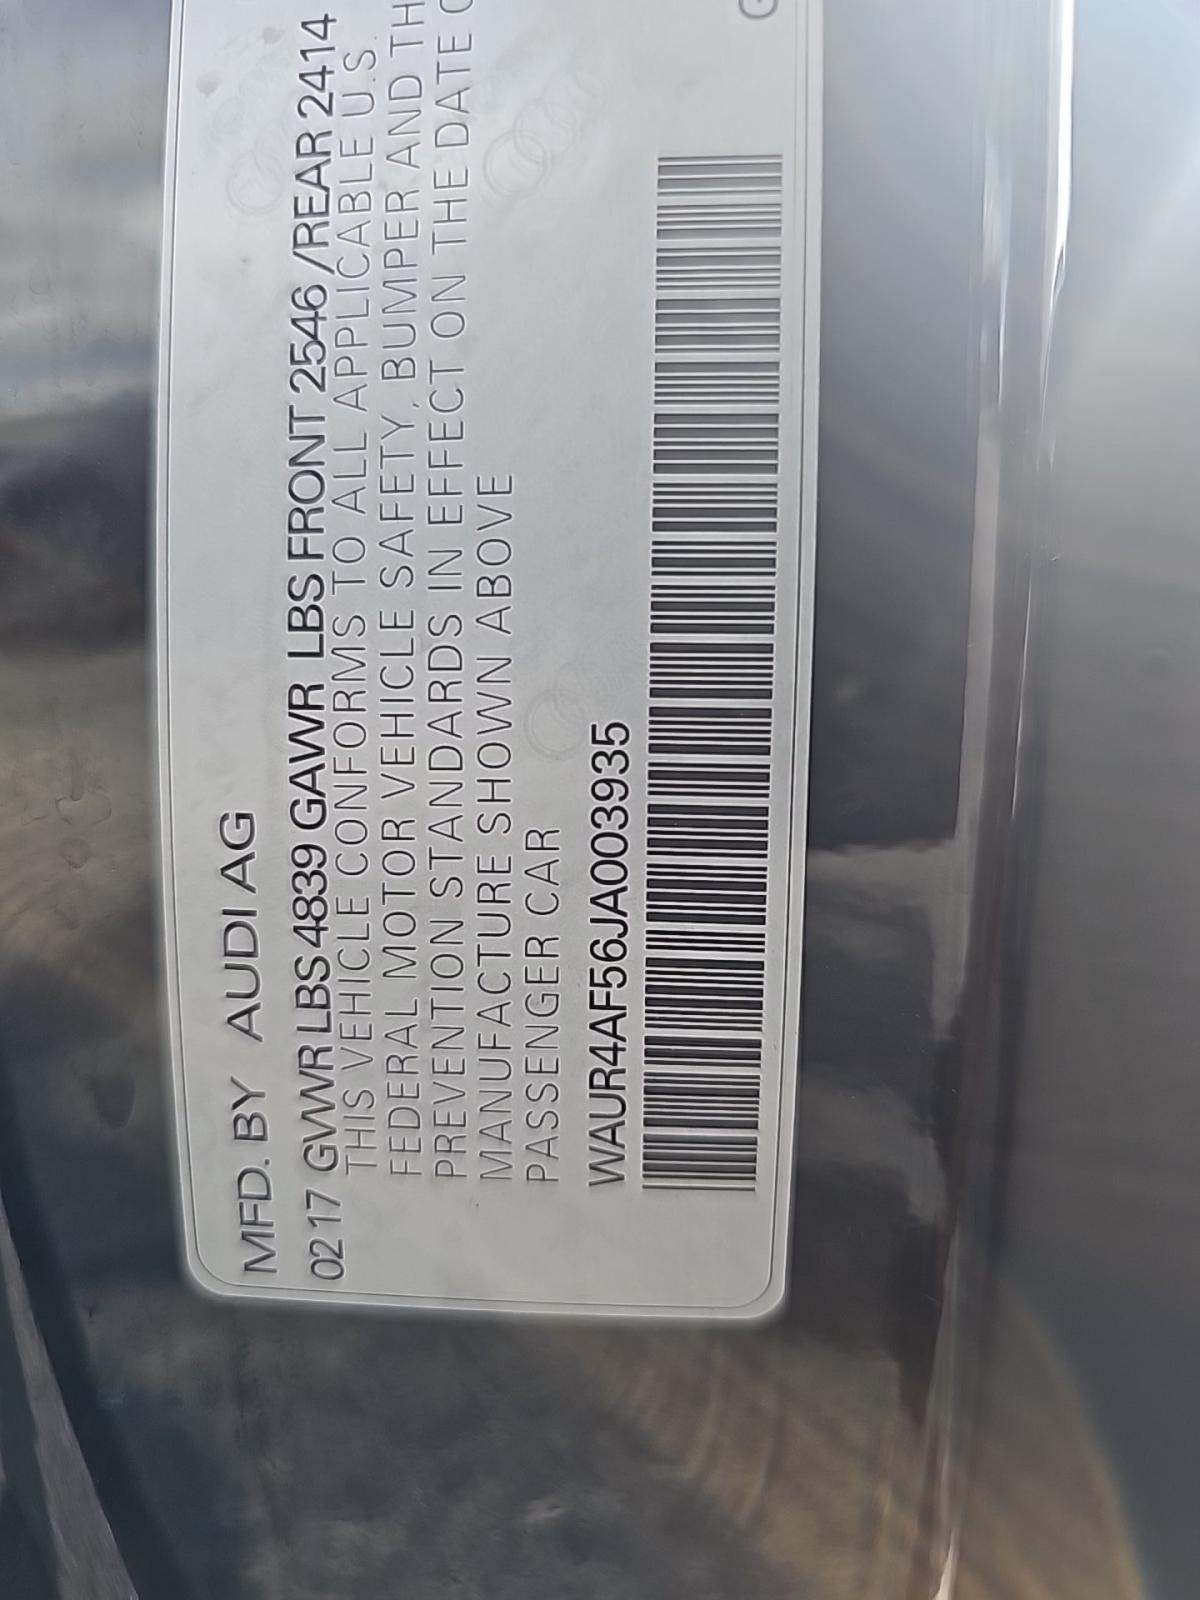 MFD. BY AUDI AG
02 17 GVWR LBS 4839 GAWR LBS FRONT 2546 /REAR 2414
THIS VEHICLE CONFORMS TO ALL APPLICABLE U.S.
FEDERAL MOTOR VEHICLE SAFETY, BUMPER AND TH
PREVENTION STANDARDS IN EFFECT ON THE DATE O
MANUFACTURE SHOWN ABOVE
PASSENGER CAR
WAUR4AF56JA003935
G